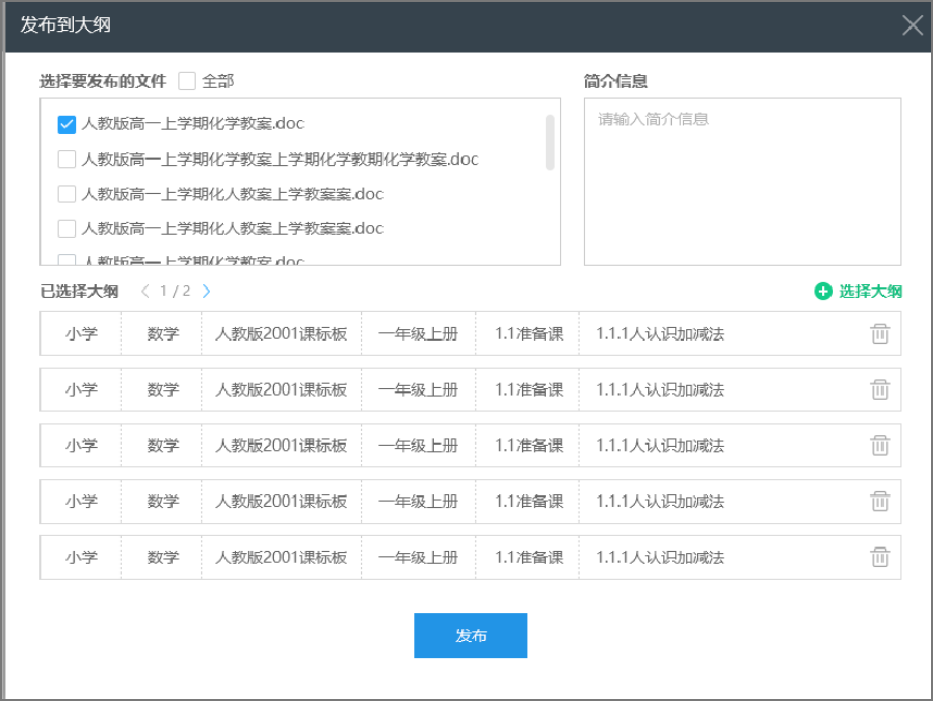 发布到大纲
选择要发布的文件 全部
简介信息
人教版高一上学期化学教案.doc
人教版高一上学期化学教案上学期化学教期化学教案.doc
人教版高一上学期化人教案上学教案案.doc
人教版高一上学期化人教案上学教案案.doc
人教版高一上学期化学教案.doc
请输入简介信息
已选择大纲 < 1 / 2 >
选择大纲
小学 数学 人教版2001课标板 一年级上册 1.1准备课 1.1.1人认识加减法
小学 数学 人教版2001课标板 一年级上册 1.1准备课 1.1.1人认识加减法
小学 数学 人教版2001课标板 一年级上册 1.1准备课 1.1.1人认识加减法
小学 数学 人教版2001课标板 一年级上册 1.1准备课 1.1.1人认识加减法
小学 数学 人教版2001课标板 一年级上册 1.1准备课 1.1.1人认识加减法
发布